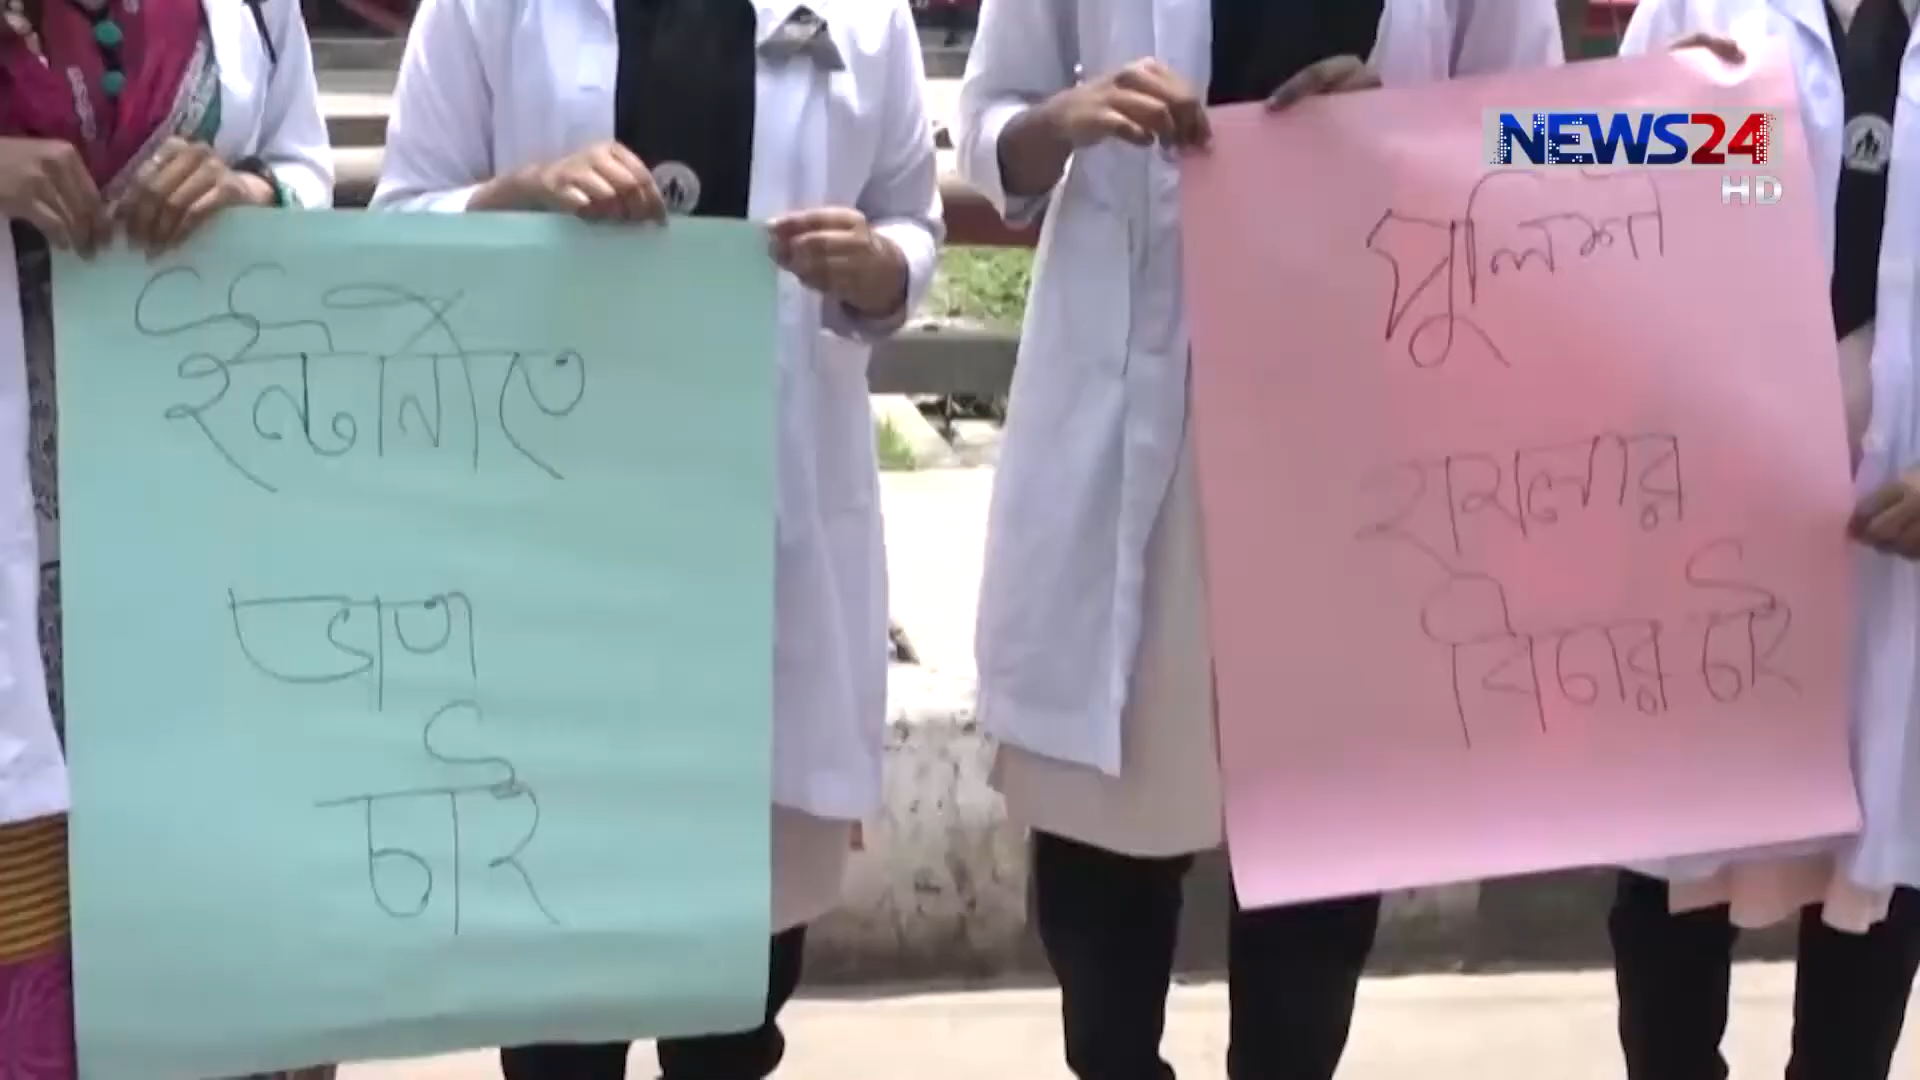 ইন্টার্নীতে
ভাতা
চাই
NEWS24
HD
পুলিশী
হামলার
বিচার চাই